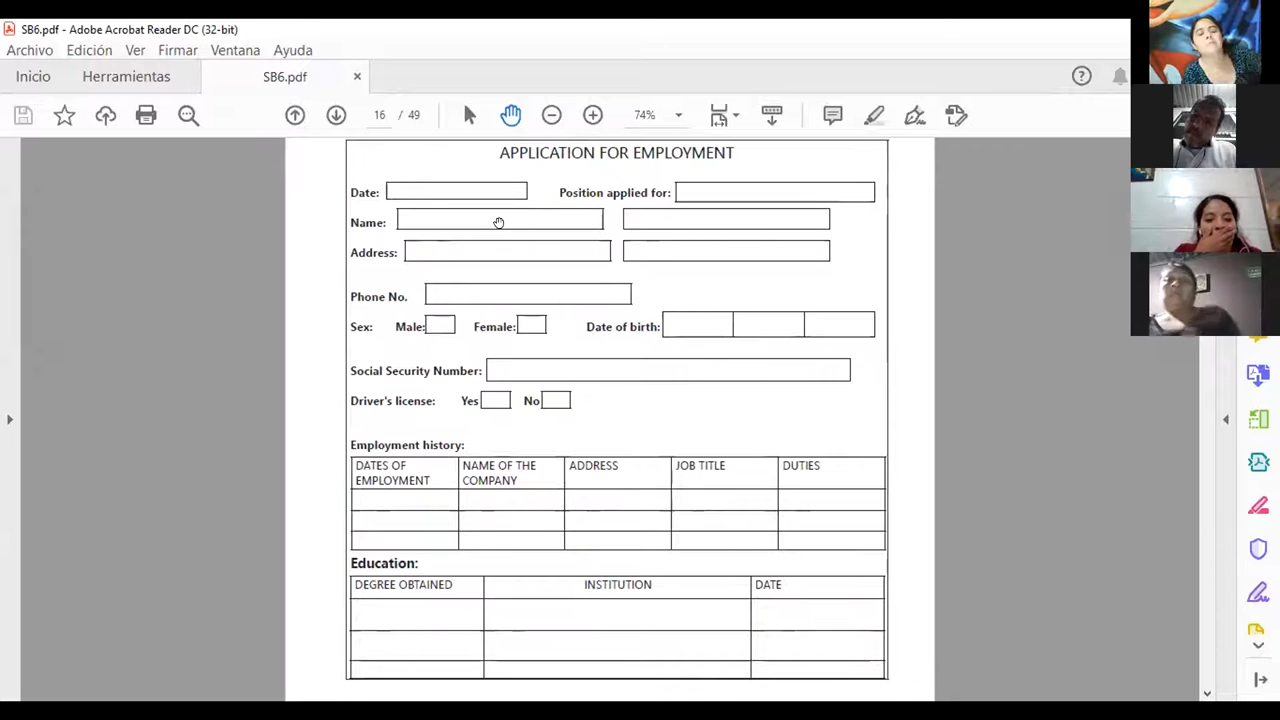 SB6.pdf - Adobe Acrobat Reader DC (32-bit)
Archivo Edición Ver Firmar Ventana Ayuda
Inicio Herramientas SB6.pdf ×
16 / 49 74%
APPLICATION FOR EMPLOYMENT
Date: Position applied for:
Name:
Address:
Phone No.
Sex: Male: Female: Date of birth:
Social Security Number:
Driver's license: Yes No
Employment history:
DATES OF EMPLOYMENT NAME OF THE COMPANY ADDRESS JOB TITLE DUTIES
Education:
DEGREE OBTAINED INSTITUTION DATE